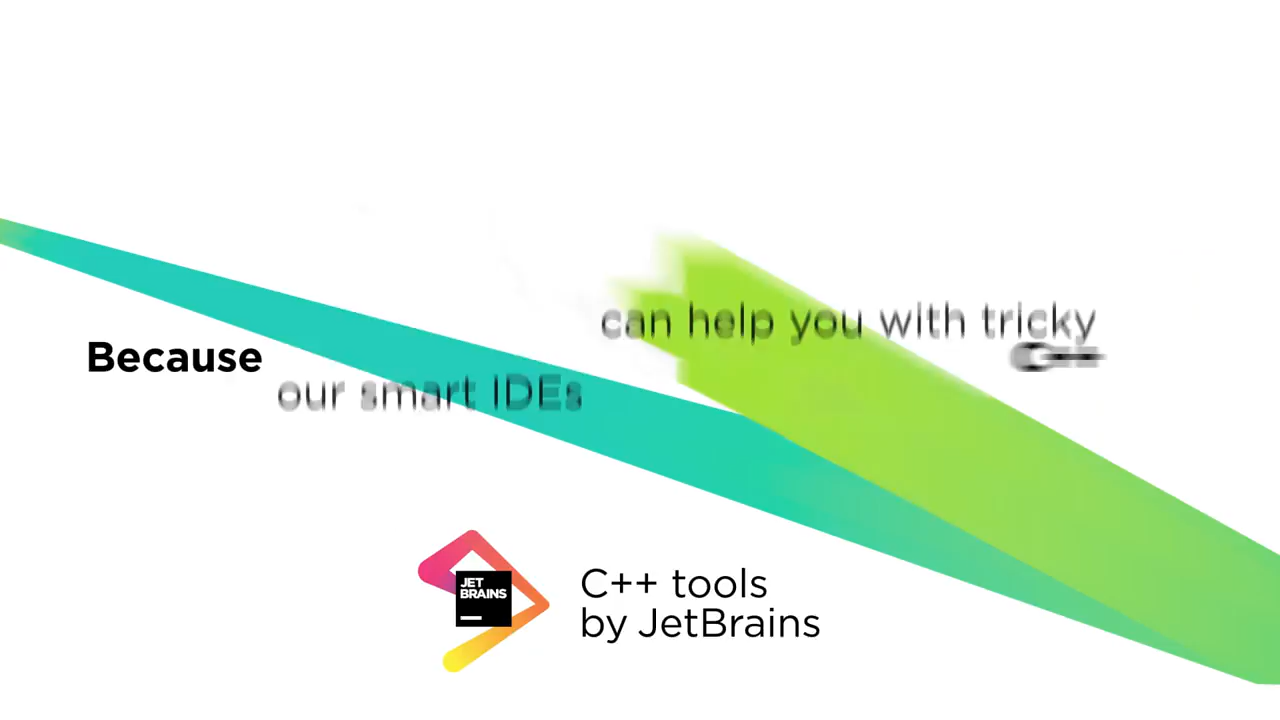 Because our smart IDEs can help you with tricky C++
JET
BRAINS
C++ tools
by JetBrains